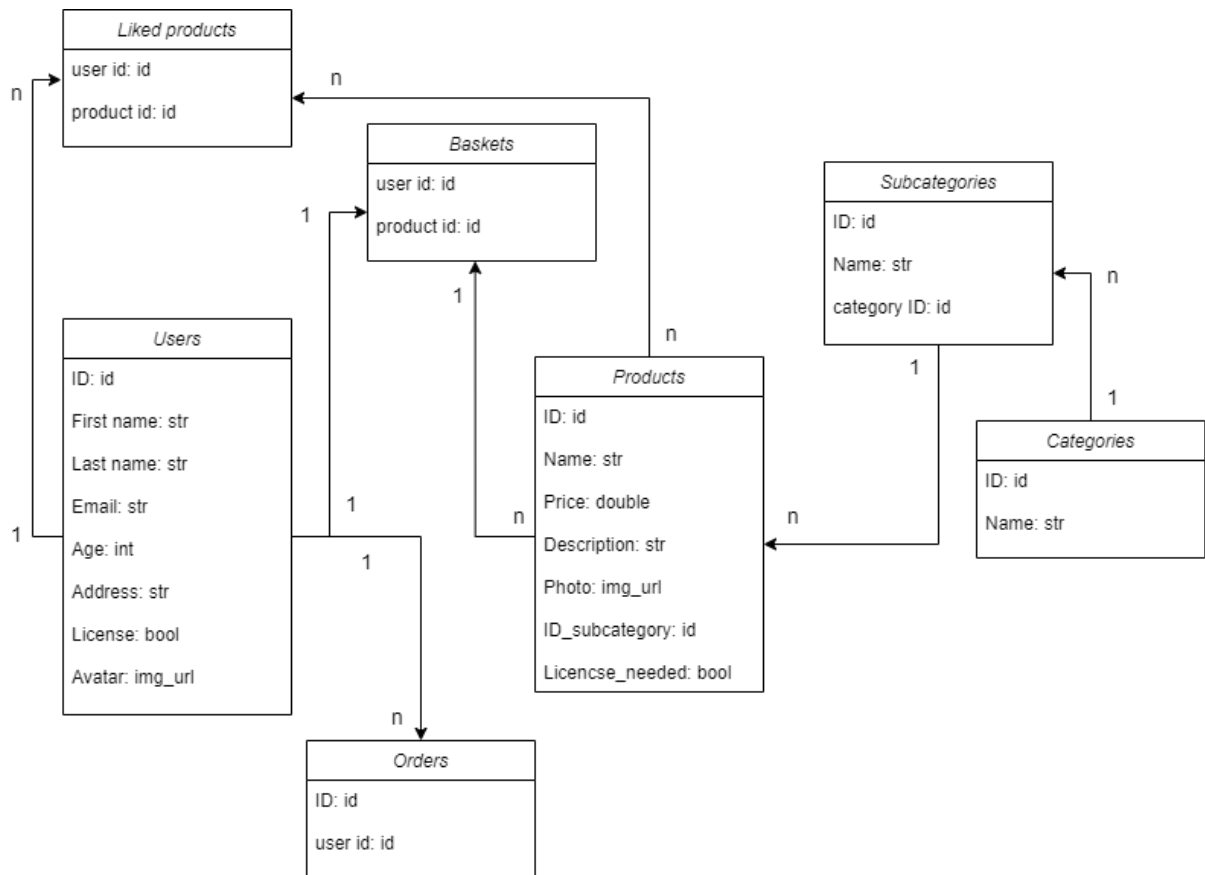 Liked products
user id: id
product id: id
n
n
Baskets
user id: id
product id: id
1
1
Subcategories
ID: id
Name: str
category ID: id
n
1
1
Users
ID: id
First name: str
Last name: str
Email: str
Age: int
Address: str
License: bool
Avatar: img_url
1
1
1
n
n
Products
ID: id
Name: str
Price: double
Description: str
Photo: img_url
ID_subcategory: id
Licencse_needed: bool
n
Categories
ID: id
Name: str
n
Orders
ID: id
user id: id